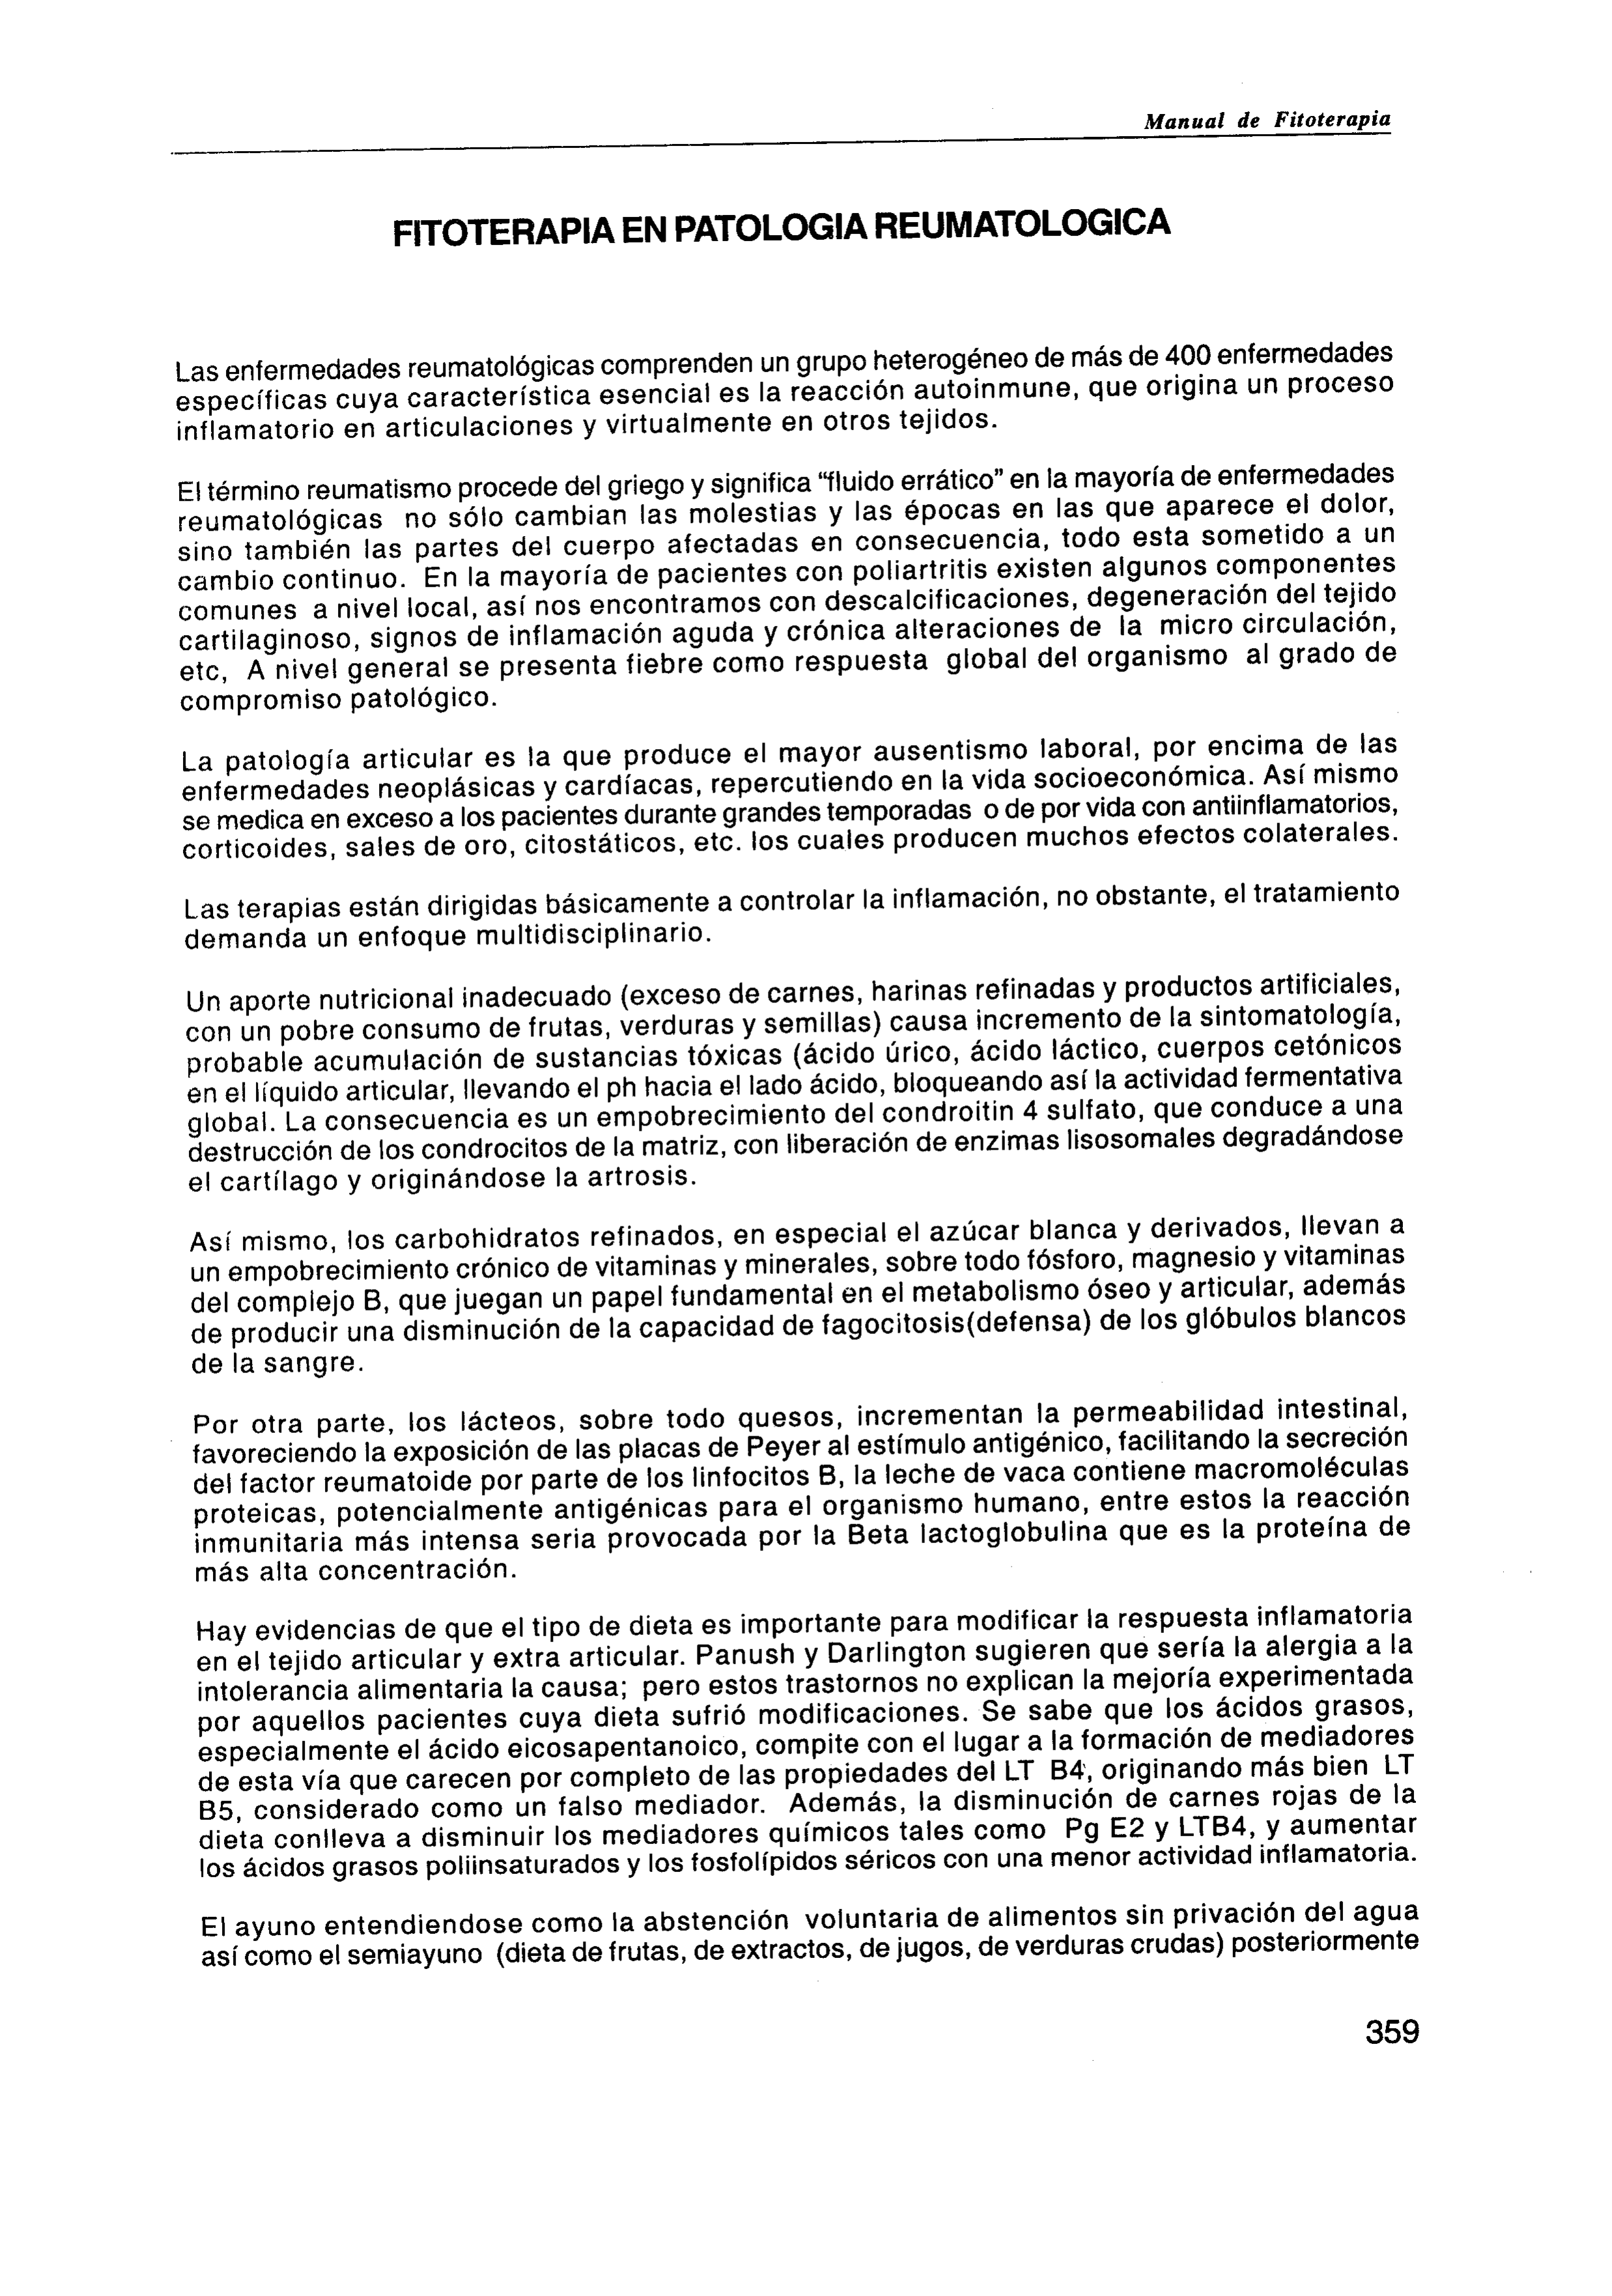 Manual de Fitoterapia
FITOTERAPIA EN PATOLOGIA REUMATOLOGICA
Las enfermedades reumatológicas comprenden un grupo heterogéneo de más de 400 enfermedades
específicas cuya característica esencial es la reacción autoinmune, que origina un proceso
inflamatorio en articulaciones y virtualmente en otros tejidos.
El término reumatismo procede del griego y significa "fluido errático" en la mayoría de enfermedades
reumatológicas no sólo cambian las molestias y las épocas en las que aparece el dolor,
sino también las partes del cuerpo afectadas en consecuencia, todo esta sometido a un
cambio continuo. En la mayoría de pacientes con poliartritis existen algunos componentes
comunes a nivel local, así nos encontramos con descalcificaciones, degeneración del tejido
cartilaginoso, signos de inflamación aguda y crónica alteraciones de la micro circulación,
etc, A nivel general se presenta fiebre como respuesta global del organismo al grado de
compromiso patológico.
La patología articular es la que produce el mayor ausentismo laboral, por encima de las
enfermedades neoplásicas y cardíacas, repercutiendo en la vida socioeconómica. Así mismo
se medica en exceso a los pacientes durante grandes temporadas o de por vida con antiinflamatorios,
corticoides, sales de oro, citostáticos, etc. los cuales producen muchos efectos colaterales.
Las terapias están dirigidas básicamente a controlar la inflamación, no obstante, el tratamiento
demanda un enfoque multidisciplinario.
Un aporte nutricional inadecuado (exceso de carnes, harinas refinadas y productos artificiales,
con un pobre consumo de frutas, verduras y semillas) causa incremento de la sintomatología,
probable acumulación de sustancias tóxicas (ácido úrico, ácido láctico, cuerpos cetónicos
en el líquido articular, llevando el ph hacia el lado ácido, bloqueando así la actividad fermentativa
global. La consecuencia es un empobrecimiento del condroitin 4 sulfato, que conduce a una
destrucción de los condrocitos de la matriz, con liberación de enzimas lisosomales degradándose
el cartílago y originándose la artrosis.
Así mismo, los carbohidratos refinados, en especial el azúcar blanca y derivados, llevan a
un empobrecimiento crónico de vitaminas y minerales, sobre todo fósforo, magnesio y vitaminas
del complejo B, que juegan un papel fundamental en el metabolismo óseo y articular, además
de producir una disminución de la capacidad de fagocitosis(defensa) de los glóbulos blancos
de la sangre.
Por otra parte, los lácteos, sobre todo quesos, incrementan la permeabilidad intestinal,
favoreciendo la exposición de las placas de Peyer al estímulo antigénico, facilitando la secreción
del factor reumatoide por parte de los linfocitos B, la leche de vaca contiene macromoléculas
proteicas, potencialmente antigénicas para el organismo humano, entre estos la reacción
inmunitaria más intensa seria provocada por la Beta lactoglobulina que es la proteína de
más alta concentración.
Hay evidencias de que el tipo de dieta es importante para modificar la respuesta inflamatoria
en el tejido articular y extra articular. Panush y Darlington sugieren que sería la alergia a la
intolerancia alimentaria la causa; pero estos trastornos no explican la mejoría experimentada
por aquellos pacientes cuya dieta sufrió modificaciones. Se sabe que los ácidos grasos,
especialmente el ácido eicosapentanoico, compite con el lugar a la formación de mediadores
de esta vía que carecen por completo de las propiedades del LT B4, originando más bien LT
B5, considerado como un falso mediador. Además, la disminución de carnes rojas de la
dieta conlleva a disminuir los mediadores químicos tales como Pg E2 y LTB4, y aumentar
los ácidos grasos poliinsaturados y los fosfolípidos séricos con una menor actividad inflamatoria.
El ayuno entendiendose como la abstención voluntaria de alimentos sin privación del agua
así como el semiayuno (dieta de frutas, de extractos, de jugos, de verduras crudas) posteriormente
359